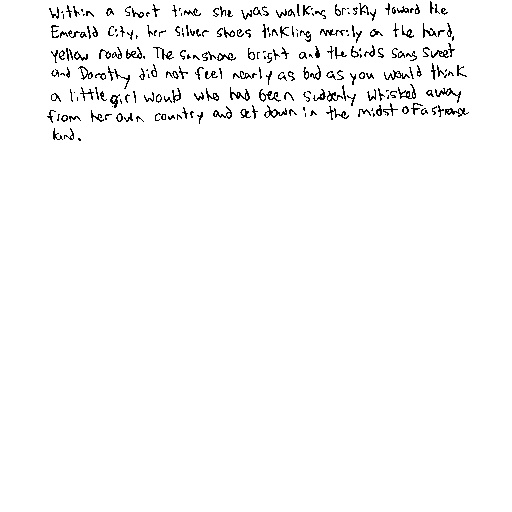 Within a short time she was walking briskly toward the
Emerald City, her Silver shoes tinkling merrily on the hard,
yellow roadbed. The sun shone bright and the birds sang sweet
and Dorothy did not feel nearly as bad as you would think
a little girl would who had been suddenly whisked away
from her own country and set down in the midst of a strange
land.